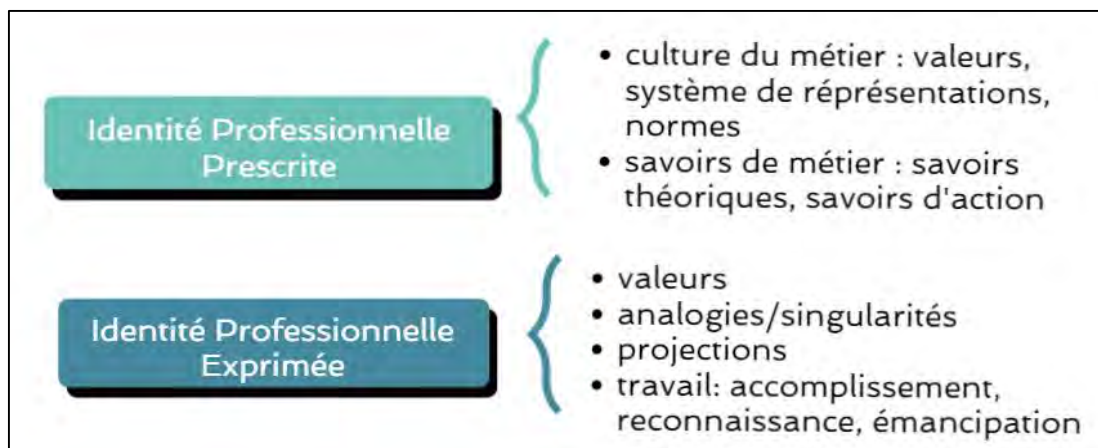 Identité Professionnelle
Prescrite
• culture du métier : valeurs,
système de réprésentations,
normes
• savoirs de métier : savoirs
théoriques, savoirs d'action
Identité Professionnelle
Exprimée
• valeurs
• analogies/singularités
• projections
• travail: accomplissement,
reconnaissance, émancipation